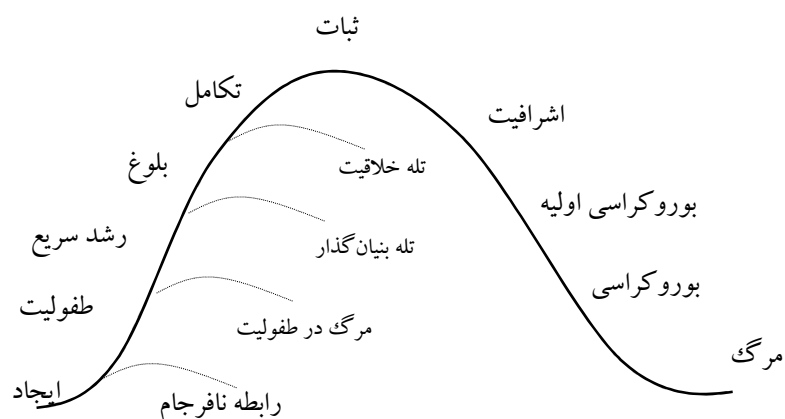 ثبات
تکامل
اشرافیت
بلوغ
تله خلاقیت
بوروکراسی اولیه
رشد سریع
تله بنیان‌گذار
بوروکراسی
طفولیت
مرگ در طفولیت
مرگ
ایجاد
رابطه نافرجام